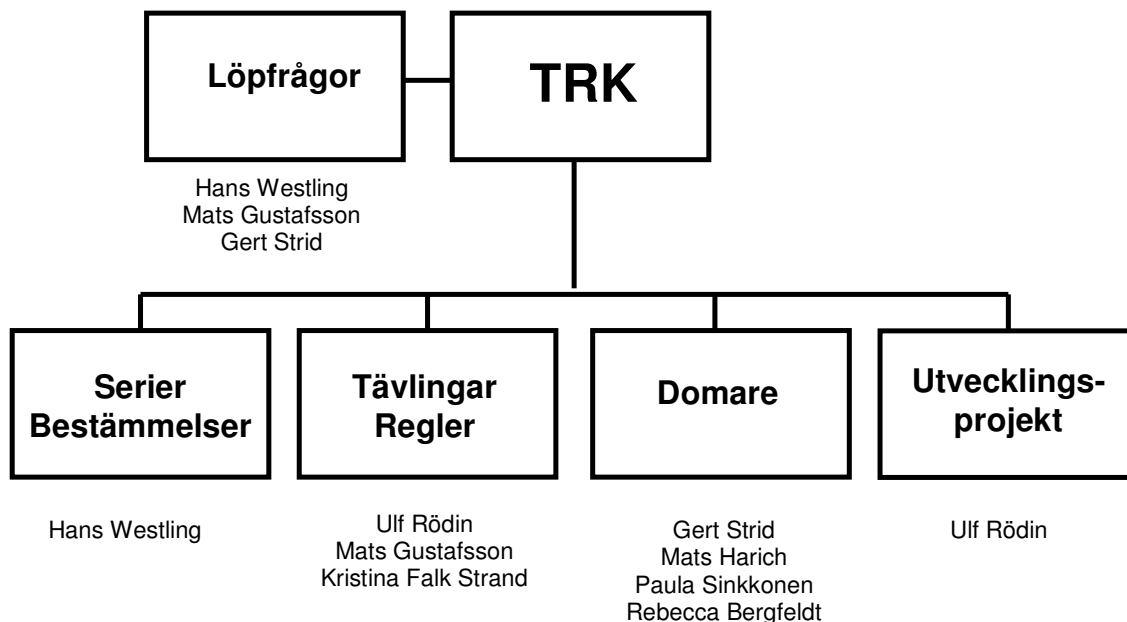 Löpfrågor
TRK
Hans Westling
Mats Gustafsson
Gert Strid
Serier
Bestämmelser
Tävlingar
Regler
Domare
Utvecklings-
projekt
Hans Westling
Ulf Rödin
Mats Gustafsson
Kristina Falk Strand
Gert Strid
Mats Harich
Paula Sinkkonen
Rebecca Bergfeldt
Ulf Rödin